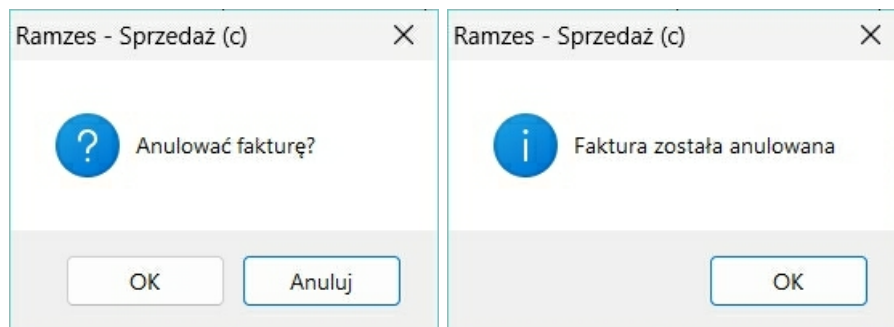 Ramzes - Sprzedaż (c)
Anulować fakturę?
OK
Anuluj
Ramzes - Sprzedaż (c)
Faktura została anulowana
OK